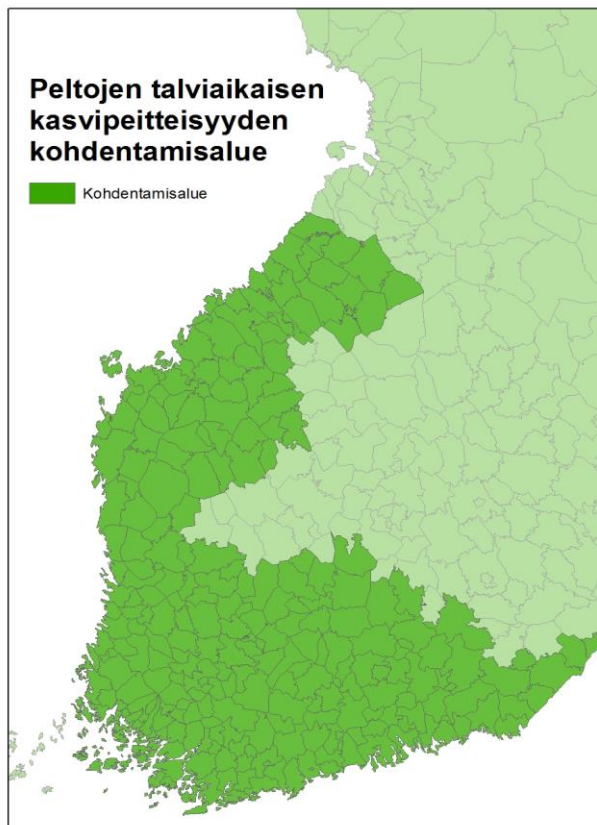 Peltojen talviaikaisen
kasvipeitteisyyden
kohdentamisalue
Kohdentamisalue